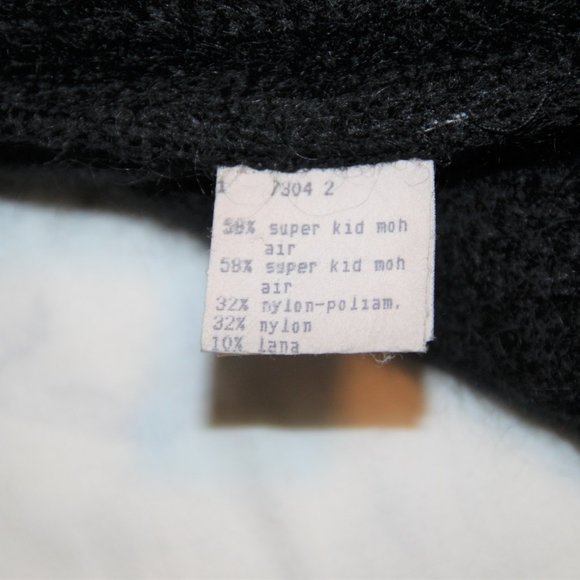 1 7304 2
58% super kid moh
air
58% super kid moh
air
32% nylon-poliam.
32% nylon
10% lana